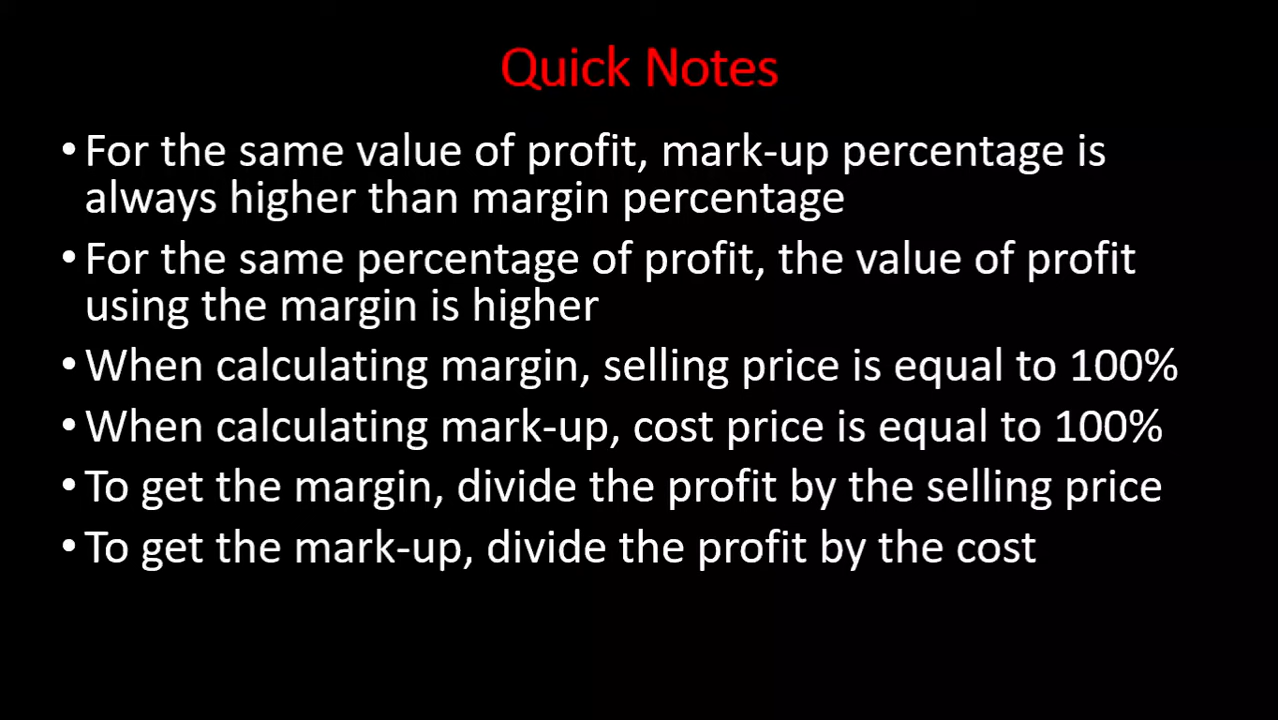 Quick Notes
•For the same value of profit, mark-up percentage is
always higher than margin percentage
•For the same percentage of profit, the value of profit
using the margin is higher
•When calculating margin, selling price is equal to 100%
•When calculating mark-up, cost price is equal to 100%
•To get the margin, divide the profit by the selling price
•To get the mark-up, divide the profit by the cost